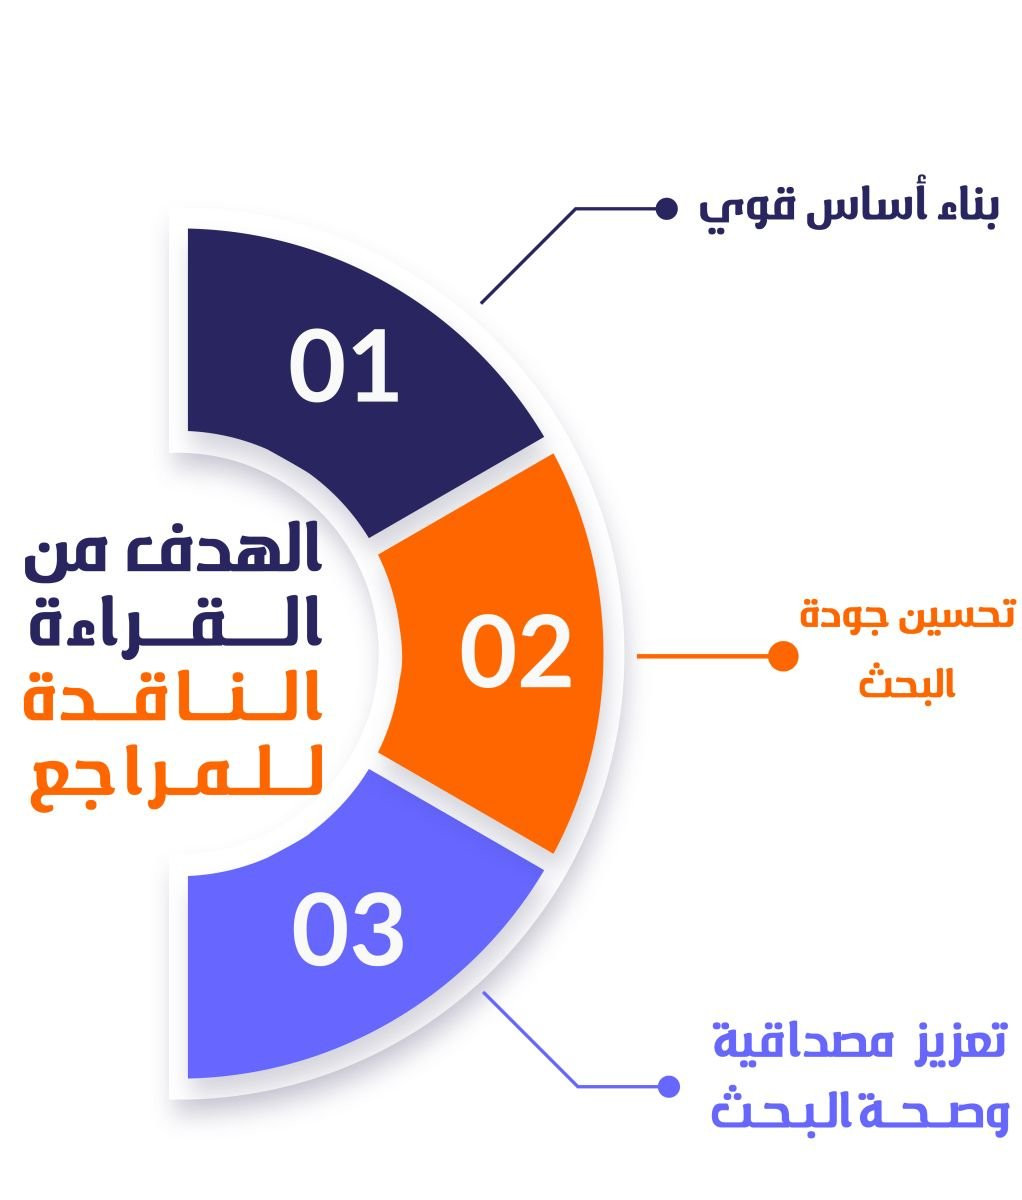 الهدف من
القراءة
الناقدة
للمراجع
01
بناء أساس قوي
02
تحسين جودة
البحث
03
تعزيز مصداقية
وصحة البحث